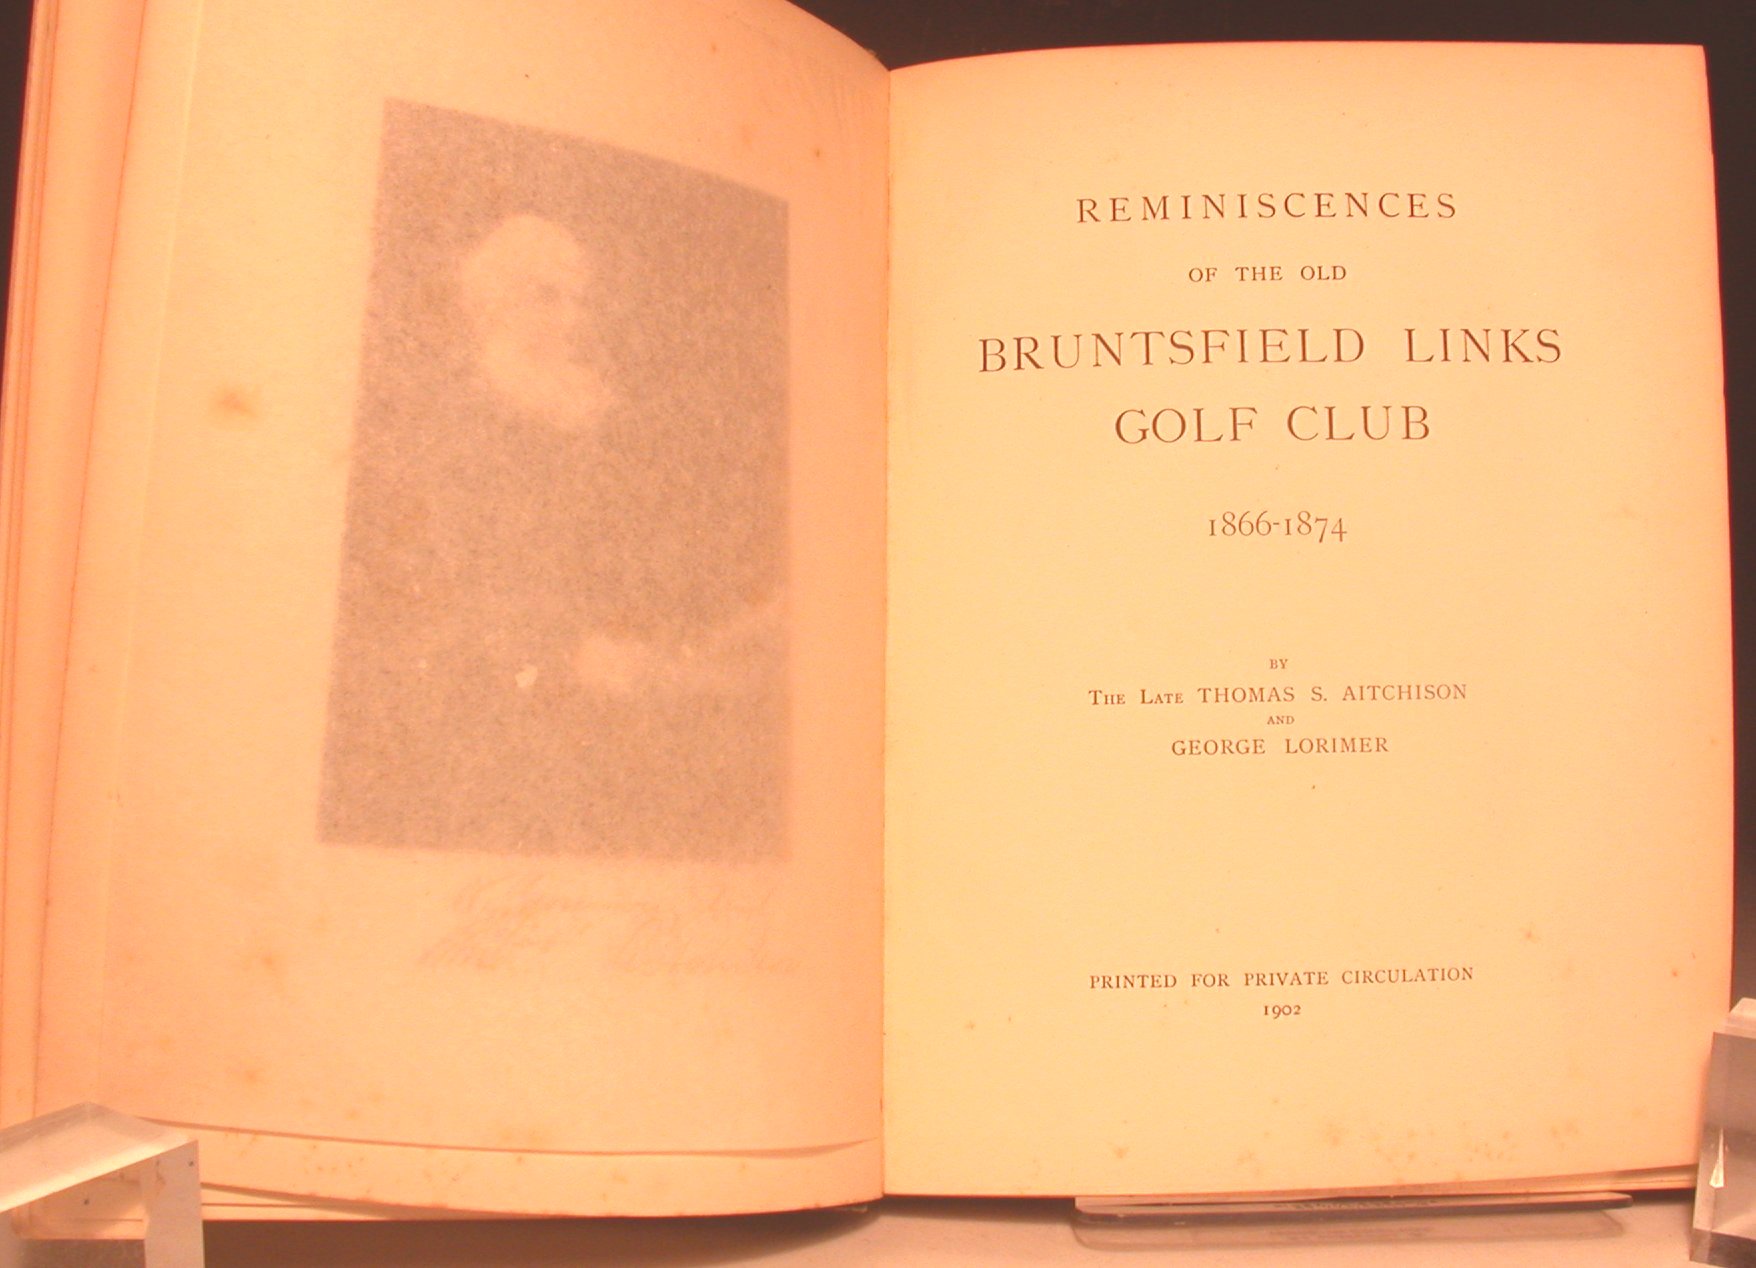 REMINISCENCES
OF THE OLD
BRUNTSFIELD LINKS
GOLF CLUB
1866-1874
BY
THE LATE THOMAS S. AITCHISON
AND
GEORGE LORIMER
PRINTED FOR PRIVATE CIRCULATION
1902